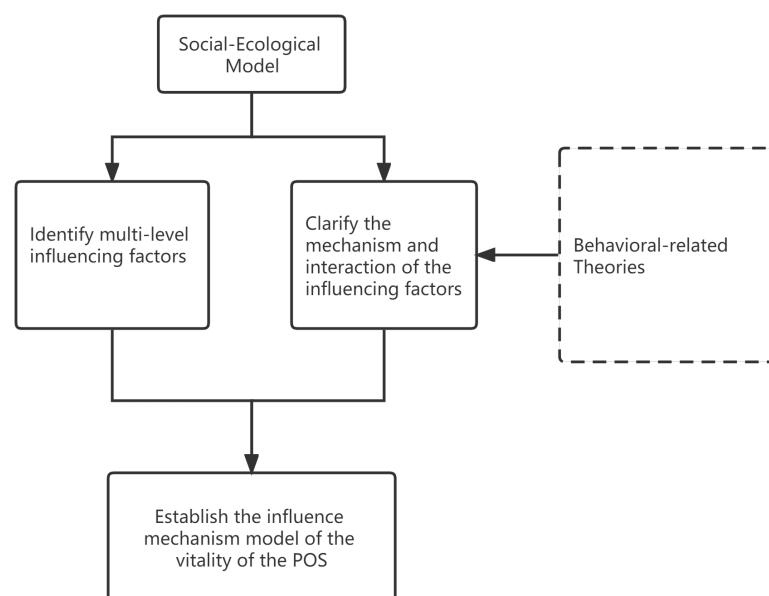 Social-Ecological
Model
Identify multi-level
influencing factors
Clarify the
mechanism and
interaction of the
influencing factors
Behavioral-related
Theories
Establish the influence
mechanism model of the
vitality of the POS